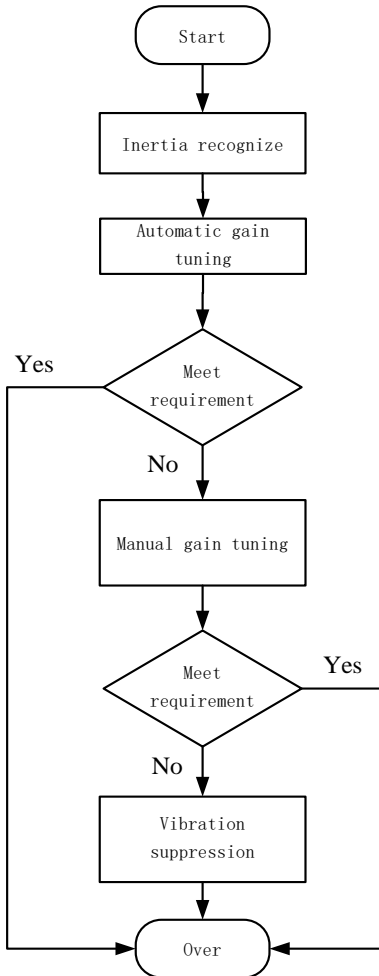 Start
Inertia recognize
Automatic gain
tuning
Yes
Meet
requirement
No
Manual gain tuning
Meet
requirement
Yes
No
Vibration
suppression
Over